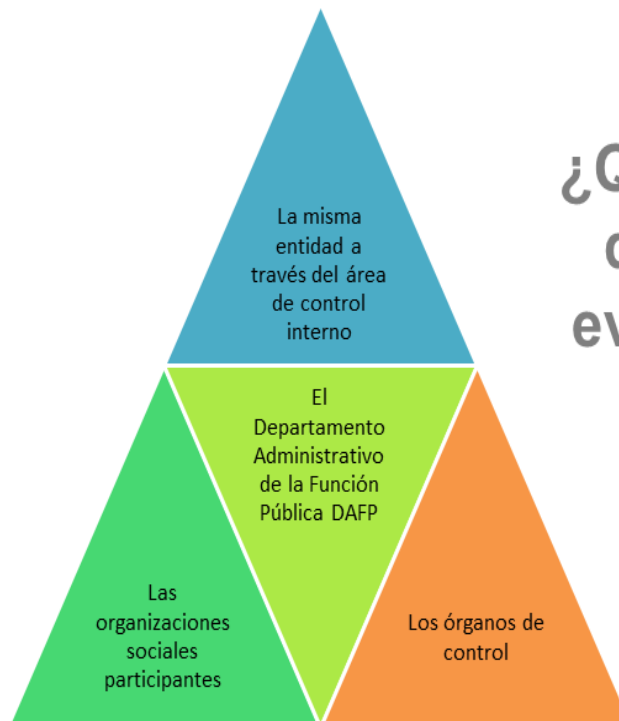 La misma
entidad a
través del área
de control
interno
El
Departamento
Administrativo
de la Función
Pública DAFP
Las
organizaciones
sociales
participantes
Los órganos de
control